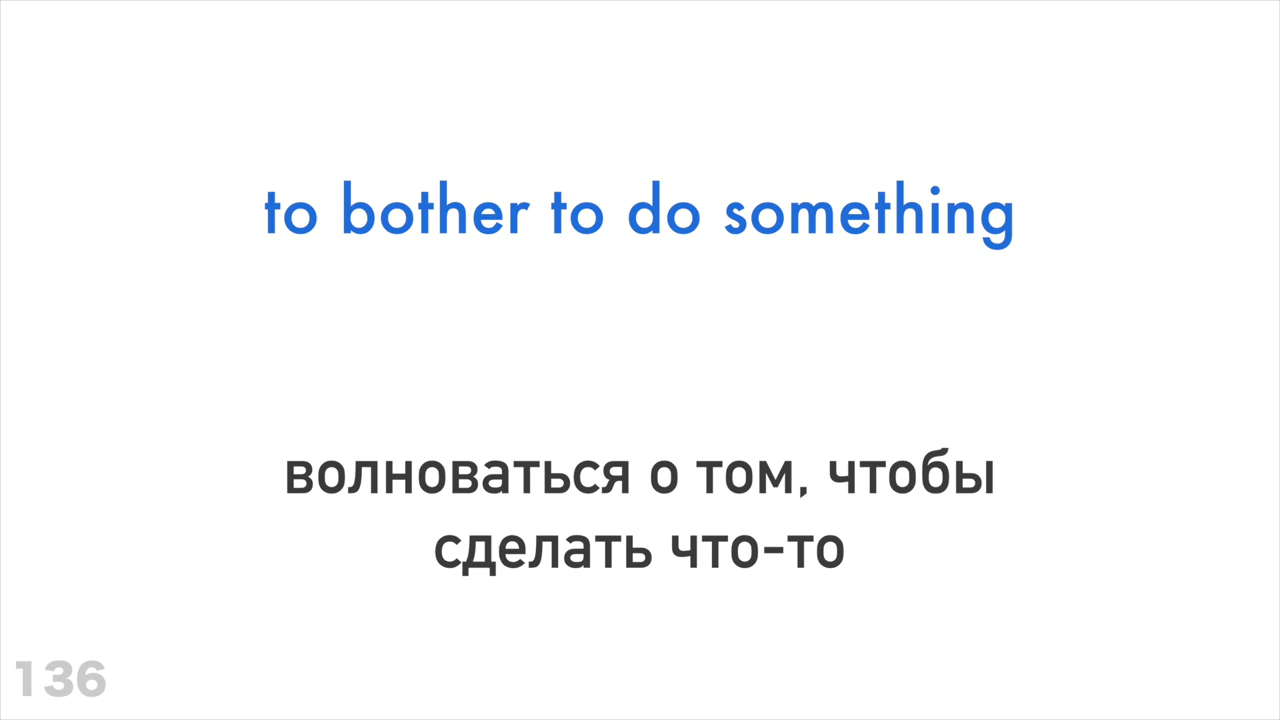 to bother to do something
волноваться о том, чтобы
сделать что-то
136